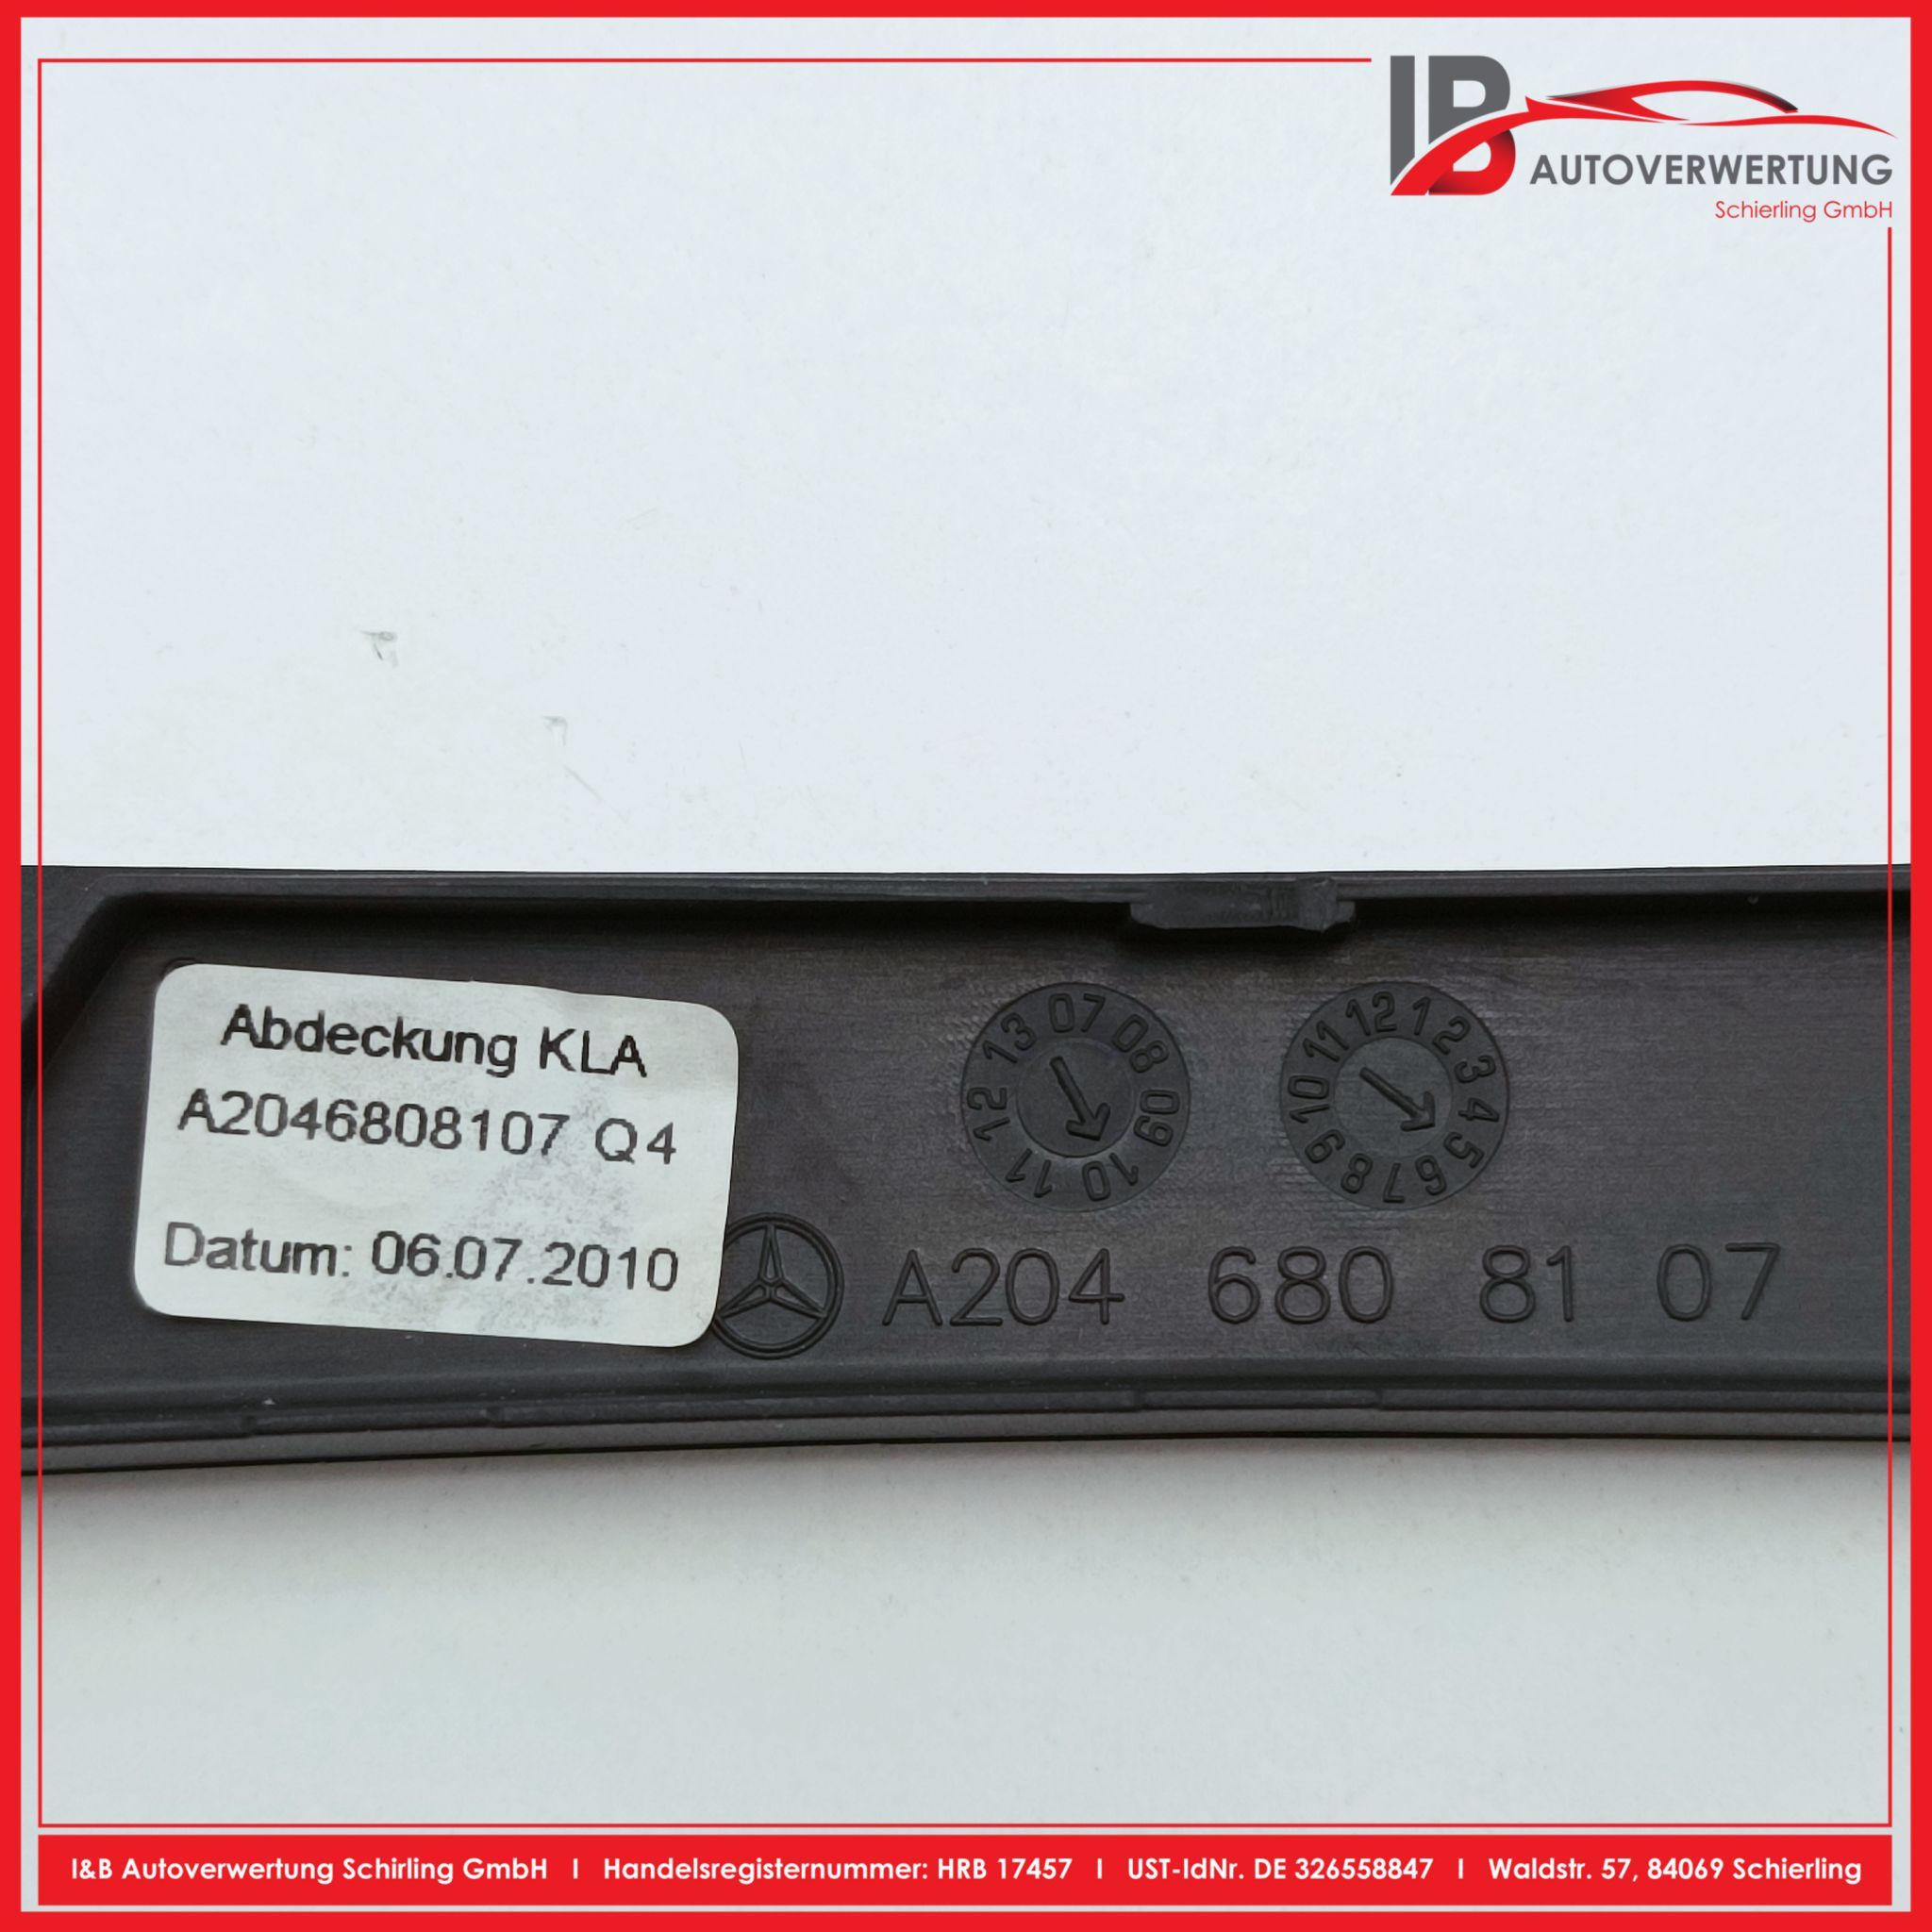 IB AUTOVERWERTUNG
Schierling GmbH
Abdeckung KLA
A2046808107 Q4
Datum: 06.07.2010
07 08 09 10 11 12 13
12 1 2 3 4 5 6 7 8 9 10 11
A204 680 81 07
I&B Autoverwertung Schirling GmbH I Handelsregisternummer: HRB 17457 I UST-IdNr. DE 326558847 I Waldstr. 57, 84069 Schierling